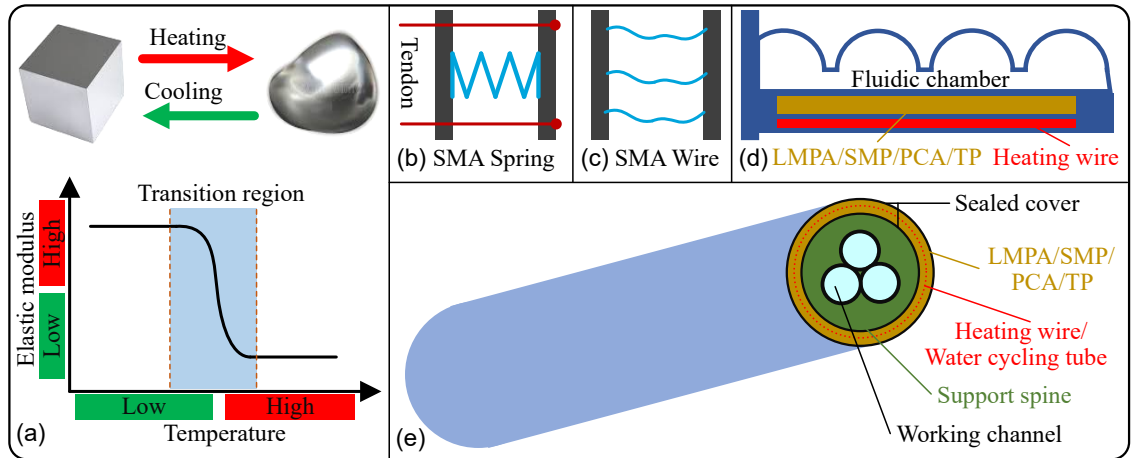 Heating
Cooling
Transition region
Elastic modulus
High
Low
Low
High
Temperature
(a)
Tendon
(b) SMA Spring
(c) SMA Wire
Fluidic chamber
(d) LMPA/SMP/PCA/TP
Heating wire
Sealed cover
LMPA/SMP/
PCA/TP
Heating wire/
Water cycling tube
Support spine
Working channel
(e)